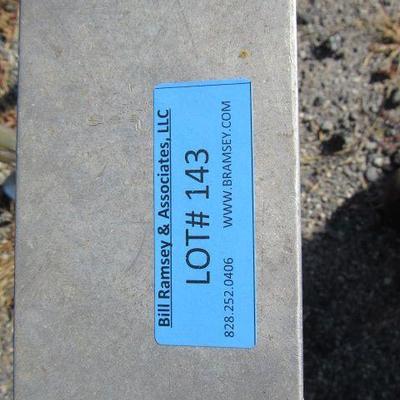 Bill Ramsey & Associates, LLC
LOT# 143
828.252.0406 WWW.BRAMSEY.COM